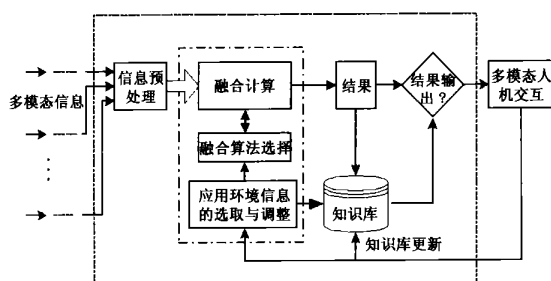 多模态信息
信息预
处理
融合计算
融合算法选择
应用环境信息
的选取与调整
结果
知识库
结果输
出？
多模态人
机交互
知识库更新